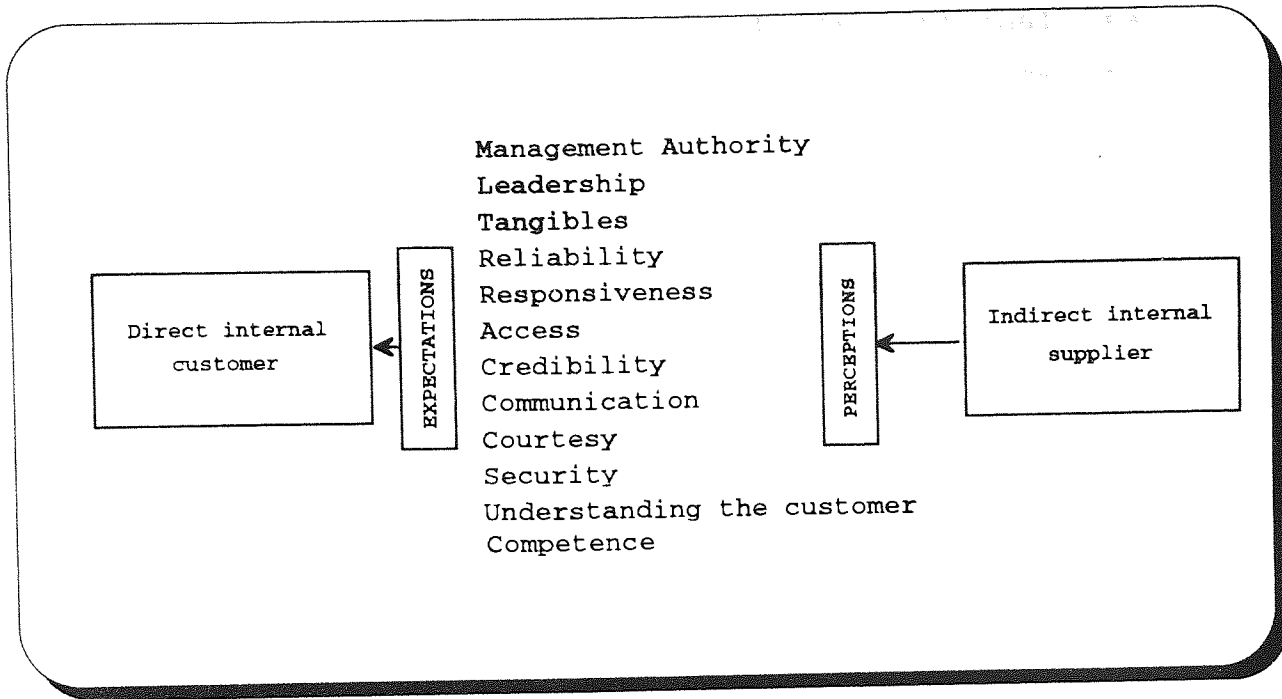 Management Authority
Leadership
Tangibles
Reliability
Responsiveness
Access
Credibility
Communication
Courtesy
Security
Understanding the customer
Competence
Direct internal
customer
EXPECTATIONS
PERCEPTIONS
Indirect internal
supplier